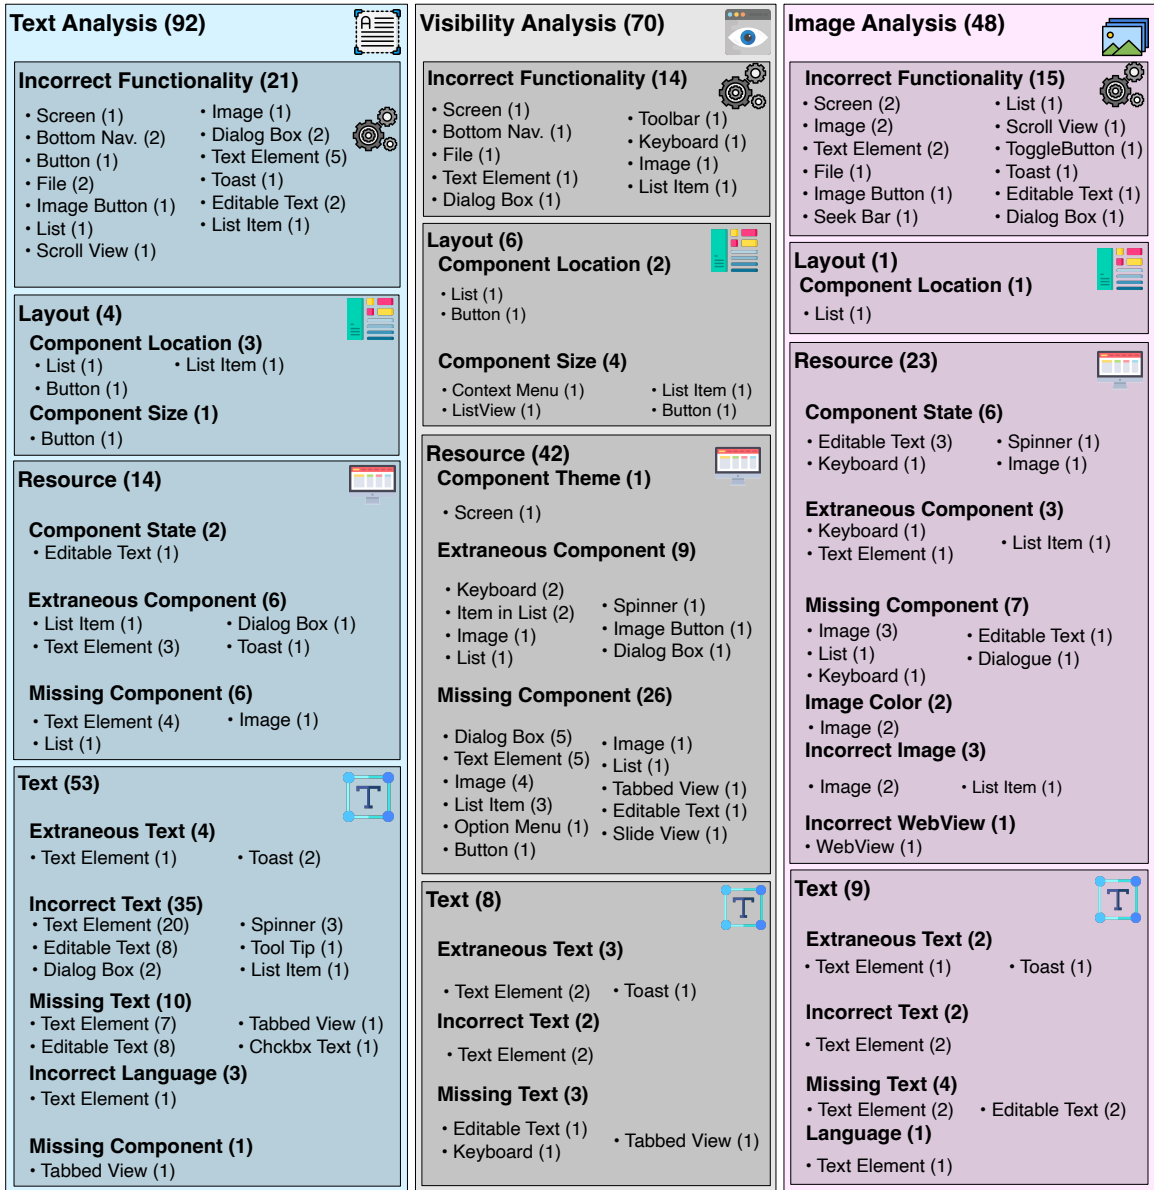 Text Analysis (92)
Incorrect Functionality (21)
• Screen (1)
• Bottom Nav. (2)
• Button (1)
• File (2)
• Image Button (1)
• List (1)
• Scroll View (1)
• Image (1)
• Dialog Box (2)
• Text Element (5)
• Toast (1)
• Editable Text (2)
• List Item (1)
Layout (4)
Component Location (3)
• List (1)
• Button (1)
• List Item (1)
Component Size (1)
• Button (1)
Resource (14)
Component State (2)
• Editable Text (1)
Extraneous Component (6)
• List Item (1)
• Text Element (3)
• Dialog Box (1)
• Toast (1)
Missing Component (6)
• Text Element (4)
• List (1)
• Image (1)
Text (53)
Extraneous Text (4)
• Text Element (1)
• Toast (2)
Incorrect Text (35)
• Text Element (20)
• Editable Text (8)
• Dialog Box (2)
• Spinner (3)
• Tool Tip (1)
• List Item (1)
Missing Text (10)
• Text Element (7)
• Editable Text (8)
• Tabbed View (1)
• Chckbx Text (1)
Incorrect Language (3)
• Text Element (1)
Missing Component (1)
• Tabbed View (1)
Visibility Analysis (70)
Incorrect Functionality (14)
• Screen (1)
• Bottom Nav. (1)
• File (1)
• Text Element (1)
• Dialog Box (1)
• Toolbar (1)
• Keyboard (1)
• Image (1)
• List Item (1)
Layout (6)
Component Location (2)
• List (1)
• Button (1)
Component Size (4)
• Context Menu (1)
• ListView (1)
• List Item (1)
• Button (1)
Resource (42)
Component Theme (1)
• Screen (1)
Extraneous Component (9)
• Keyboard (2)
• Item in List (2)
• Image (1)
• List (1)
• Spinner (1)
• Image Button (1)
• Dialog Box (1)
Missing Component (26)
• Dialog Box (5)
• Text Element (5)
• Image (4)
• List Item (3)
• Option Menu (1)
• Button (1)
• Image (1)
• List (1)
• Tabbed View (1)
• Editable Text (1)
• Slide View (1)
Text (8)
Extraneous Text (3)
• Text Element (2)
• Toast (1)
Incorrect Text (2)
• Text Element (2)
Missing Text (3)
• Editable Text (1)
• Keyboard (1)
• Tabbed View (1)
Image Analysis (48)
Incorrect Functionality (15)
• Screen (2)
• Image (2)
• Text Element (2)
• File (1)
• Image Button (1)
• Seek Bar (1)
• List (1)
• Scroll View (1)
• ToggleButton (1)
• Toast (1)
• Editable Text (1)
• Dialog Box (1)
Layout (1)
Component Location (1)
• List (1)
Resource (23)
Component State (6)
• Editable Text (3)
• Keyboard (1)
• Spinner (1)
• Image (1)
Extraneous Component (3)
• Keyboard (1)
• Text Element (1)
• List Item (1)
Missing Component (7)
• Image (3)
• List (1)
• Keyboard (1)
• Editable Text (1)
• Dialogue (1)
Image Color (2)
• Image (2)
Incorrect Image (3)
• Image (2)
• List Item (1)
Incorrect WebView (1)
• WebView (1)
Text (9)
Extraneous Text (2)
• Text Element (1)
• Toast (1)
Incorrect Text (2)
• Text Element (2)
Missing Text (4)
• Text Element (2)
• Editable Text (2)
Language (1)
• Text Element (1)